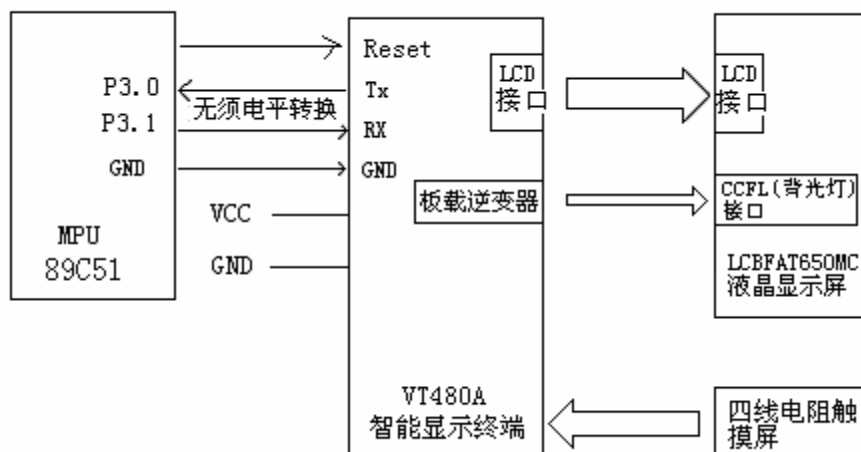 Reset
P3.0
Tx
无须电平转换
P3.1
RX
GND
GND
VCC
GND
MPU
89C51
LCD
接口
板载逆变器
VT480A
智能显示终端
LCD
接口
CCFL(背光灯)
接口
LCBFAT650MC
液晶显示屏
四线电阻触
摸屏